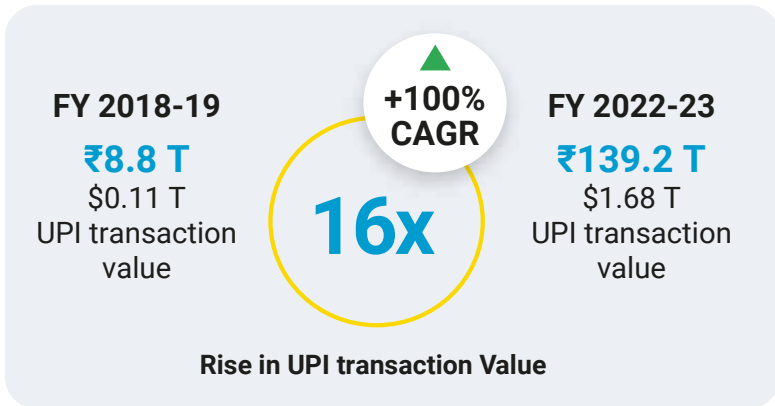 FY 2018-19
₹8.8 T
$0.11 T
UPI transaction
value
+100%
CAGR
16x
FY 2022-23
₹139.2 T
$1.68 T
UPI transaction
value
Rise in UPI transaction Value